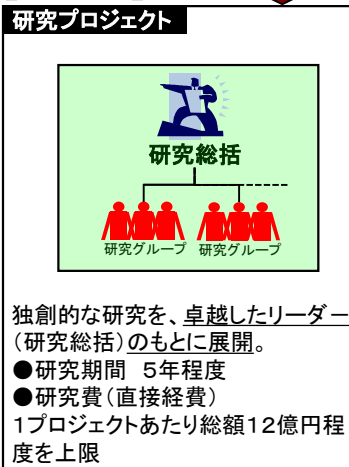 研究プロジェクト
研究総括
研究グループ 研究グループ
独創的な研究を、卓越したリーダー
(研究総括)のもとに展開。
●研究期間 5年程度
●研究費(直接経費)
1プロジェクトあたり総額12億円程
度を上限